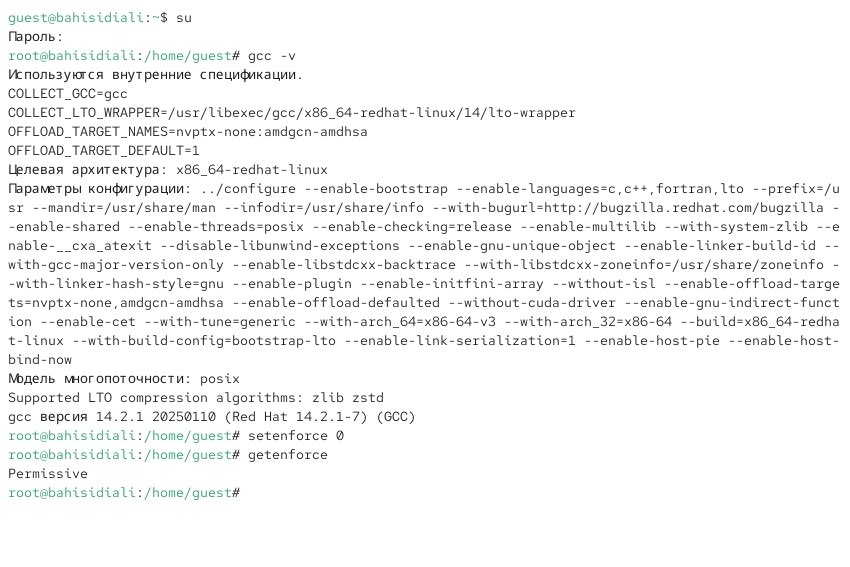 guest@bahisidiali:~$ su
Пароль:
root@bahisidiali:/home/guest# gcc -v
Используются внутренние спецификации.
COLLECT_GCC=gcc
COLLECT_LTO_WRAPPER=/usr/libexec/gcc/x86_64-redhat-linux/14/lto-wrapper
OFFLOAD_TARGET_NAMES=nvptx-none:amdgcn-amdhsa
OFFLOAD_TARGET_DEFAULT=1
Целевая архитектура: x86_64-redhat-linux
Параметры конфигурации: ../configure --enable-bootstrap --enable-languages=c,c++,fortran,lto --prefix=/u
sr --mandir=/usr/share/man --infodir=/usr/share/info --with-bugurl=http://bugzilla.redhat.com/bugzilla -
-enable-shared --enable-threads=posix --enable-checking=release --enable-multilib --with-system-zlib --e
nable-__cxa_atexit --disable-libunwind-exceptions --enable-gnu-unique-object --enable-linker-build-id --
with-gcc-major-version-only --enable-libstdcxx-backtrace --with-libstdcxx-zoneinfo=/usr/share/zoneinfo -
-with-linker-hash-style=gnu --enable-plugin --enable-initfini-array --without-isl --enable-offload-targe
ts=nvptx-none,amdgcn-amdhsa --enable-offload-defaulted --without-cuda-driver --enable-gnu-indirect-funct
ion --enable-cet --with-tune=generic --with-arch_64=x86-64-v3 --with-arch_32=x86-64 --build=x86_64-redha
t-linux --with-build-config=bootstrap-lto --enable-link-serialization=1 --enable-host-pie --enable-host-
bind-now
Модель многопоточности: posix
Supported LTO compression algorithms: zlib zstd
gcc версия 14.2.1 20250110 (Red Hat 14.2.1-7) (GCC)
root@bahisidiali:/home/guest# setenforce 0
root@bahisidiali:/home/guest# getenforce
Permissive
root@bahisidiali:/home/guest#